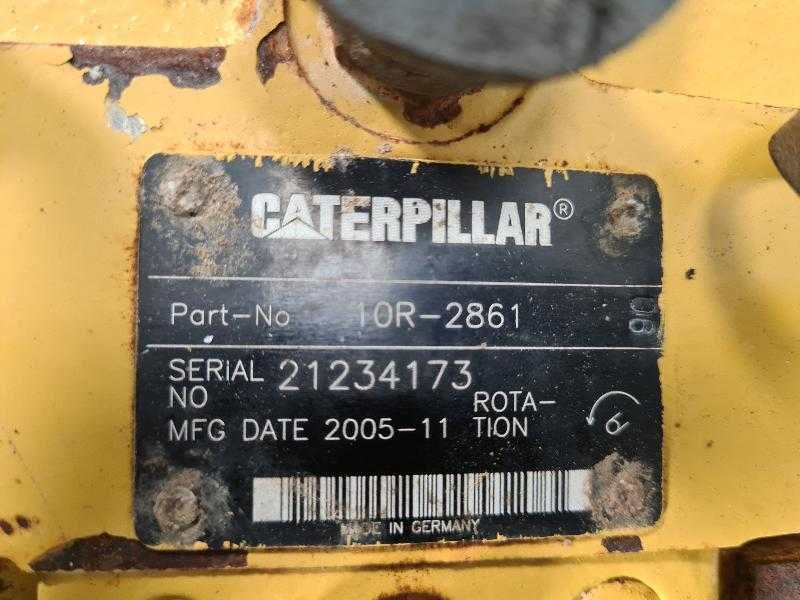 CATERPILLAR®
Part-No 10R-2861
SERIAL NO 21234173
MFG DATE 2005-11
ROTA-
TION
MADE IN GERMANY